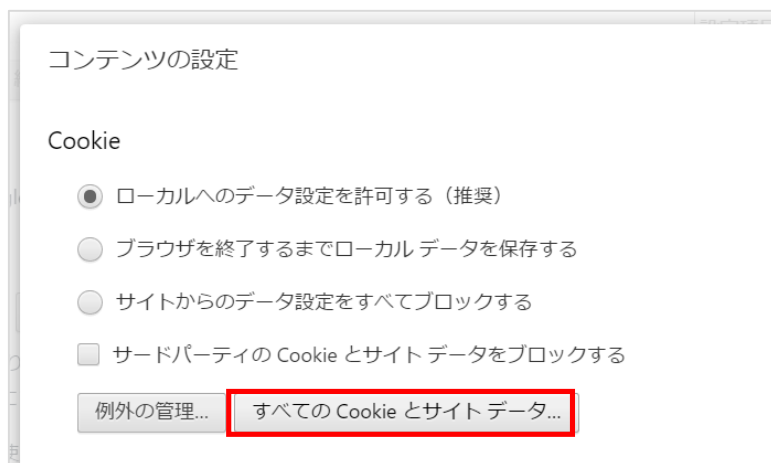 コンテンツの設定
Cookie
ローカルへのデータ設定を許可する（推奨）
ブラウザを終了するまでローカル データを保存する
サイトからのデータ設定をすべてブロックする
サードパーティの Cookie とサイト データをブロックする
例外の管理... すべての Cookie とサイト データ...